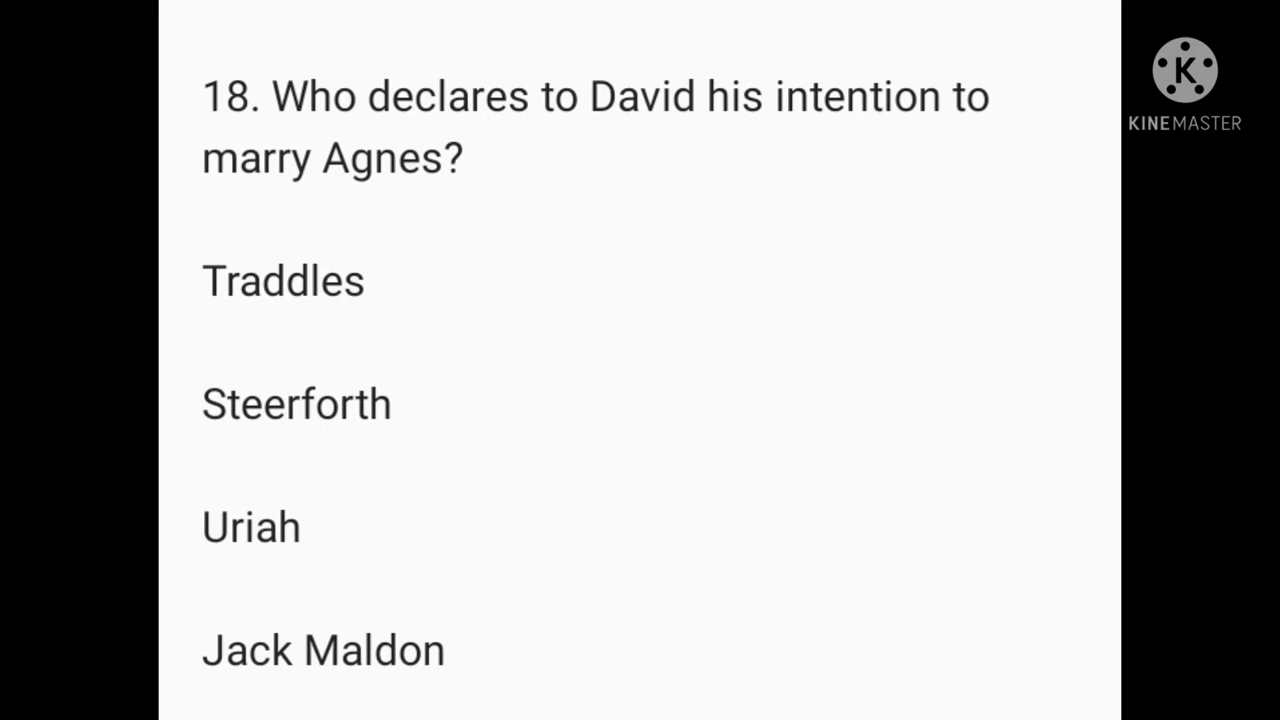 18. Who declares to David his intention to
marry Agnes?
Traddles
Steerforth
Uriah
Jack Maldon
K
KINEMASTER